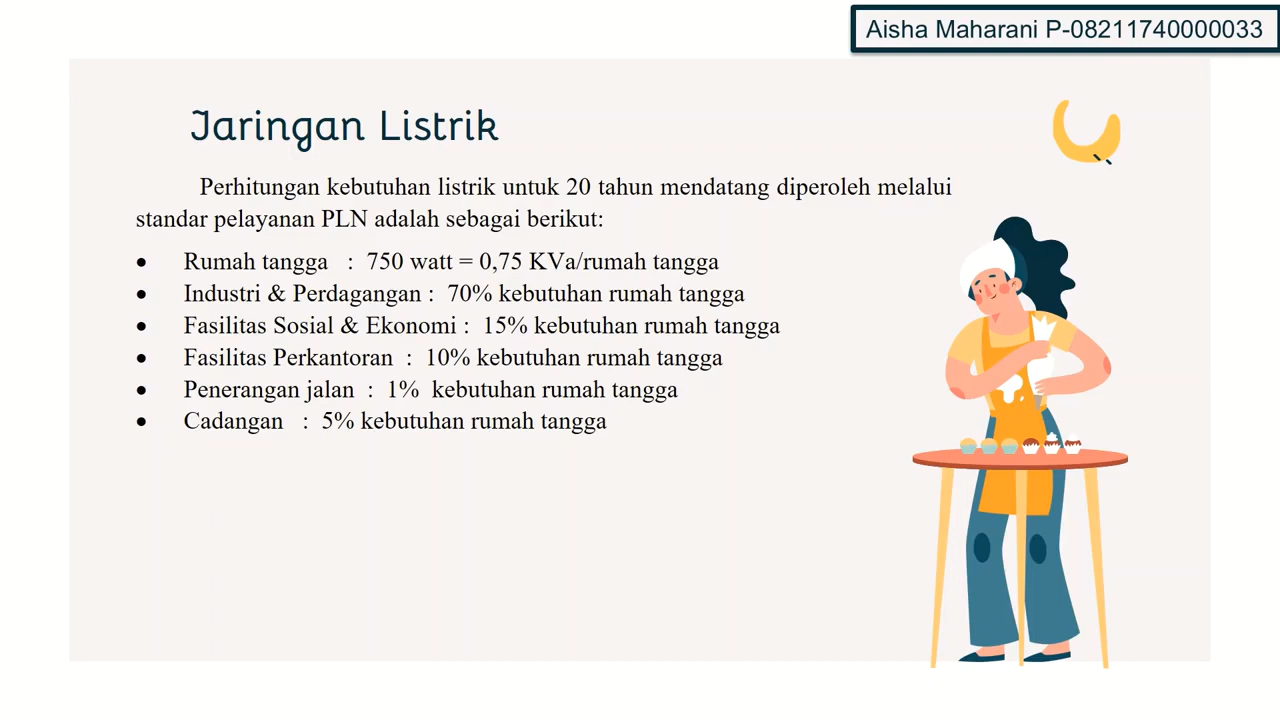 Aisha Maharani P-08211740000033
Jaringan Listrik
Perhitungan kebutuhan listrik untuk 20 tahun mendatang diperoleh melalui
standar pelayanan PLN adalah sebagai berikut:
• Rumah tangga : 750 watt = 0,75 KVa/rumah tangga
• Industri & Perdagangan : 70% kebutuhan rumah tangga
• Fasilitas Sosial & Ekonomi : 15% kebutuhan rumah tangga
• Fasilitas Perkantoran : 10% kebutuhan rumah tangga
• Penerangan jalan : 1% kebutuhan rumah tangga
• Cadangan : 5% kebutuhan rumah tangga